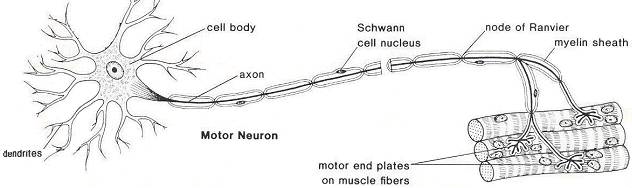 cell body
axon
Schwann
cell nucleus
node of Ranvier
myelin sheath
Motor Neuron
dendrites
motor end plates
on muscle fibers